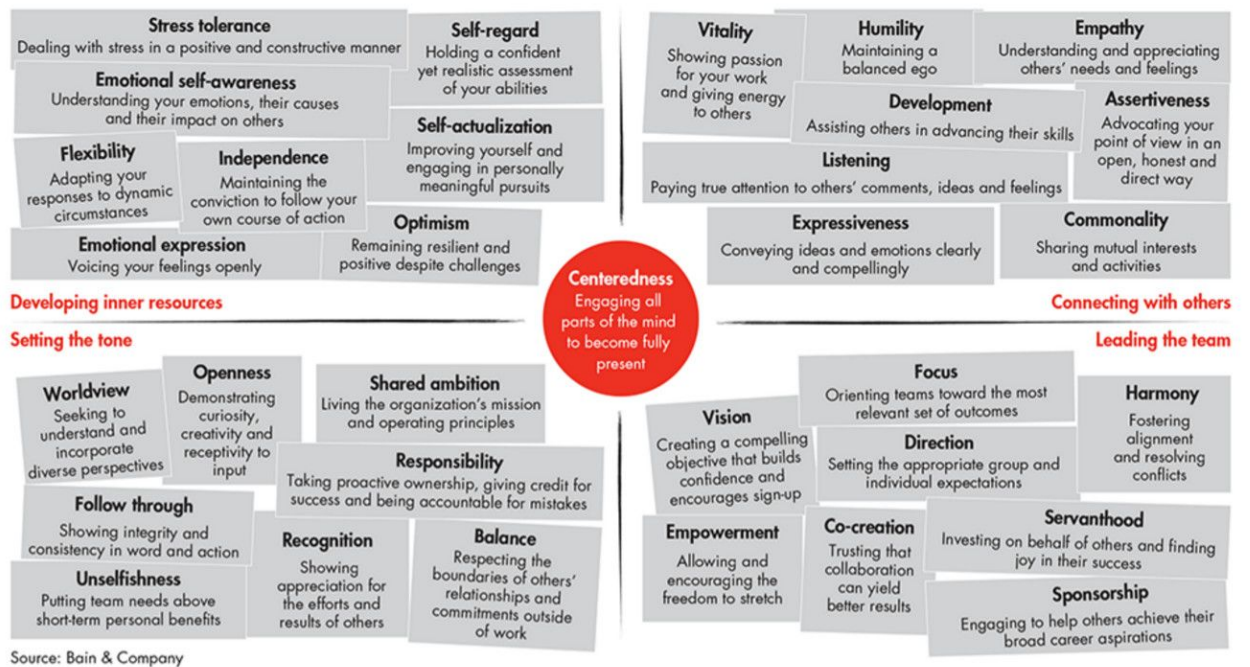 Stress tolerance
Dealing with stress in a positive and constructive manner
Self-regard
Holding a confident
yet realistic assessment
of your abilities
Emotional self-awareness
Understanding your emotions, their causes
and their impact on others
Self-actualization
Improving yourself and
engaging in personally
meaningful pursuits
Flexibility
Adapting your
responses to dynamic
circumstances
Independence
Maintaining the
conviction to follow your
own course of action
Optimism
Remaining resilient and
positive despite challenges
Emotional expression
Voicing your feelings openly
Developing inner resources
Vitality
Showing passion
for your work
and giving energy
to others
Humility
Maintaining a
balanced ego
Empathy
Understanding and appreciating
others' needs and feelings
Development
Assisting others in advancing their skills
Assertiveness
Advocating your
point of view in an
open, honest and
direct way
Listening
Paying true attention to others' comments, ideas and feelings
Expressiveness
Conveying ideas and emotions clearly
and compellingly
Commonality
Sharing mutual interests
and activities
Connecting with others
Centeredness
Engaging all
parts of the mind
to become fully
present
Setting the tone
Worldview
Seeking to
understand and
incorporate
diverse perspectives
Openness
Demonstrating
curiosity,
creativity and
receptivity to
input
Shared ambition
Living the organization's mission
and operating principles
Responsibility
Taking proactive ownership, giving credit for
success and being accountable for mistakes
Follow through
Showing integrity and
consistency in word and action
Recognition
Showing
appreciation for
the efforts and
results of others
Balance
Respecting the
boundaries of others'
relationships and
commitments outside
of work
Unselfishness
Putting team needs above
short-term personal benefits
Leading the team
Focus
Orienting teams toward the most
relevant set of outcomes
Harmony
Fostering
alignment
and resolving
conflicts
Vision
Creating a compelling
objective that builds
confidence and
encourages sign-up
Direction
Setting the appropriate group and
individual expectations
Empowerment
Allowing and
encouraging the
freedom to stretch
Co-creation
Trusting that
collaboration
can yield
better results
Servanthood
Investing on behalf of others and finding
joy in their success
Sponsorship
Engaging to help others achieve their
broad career aspirations
Source: Bain & Company